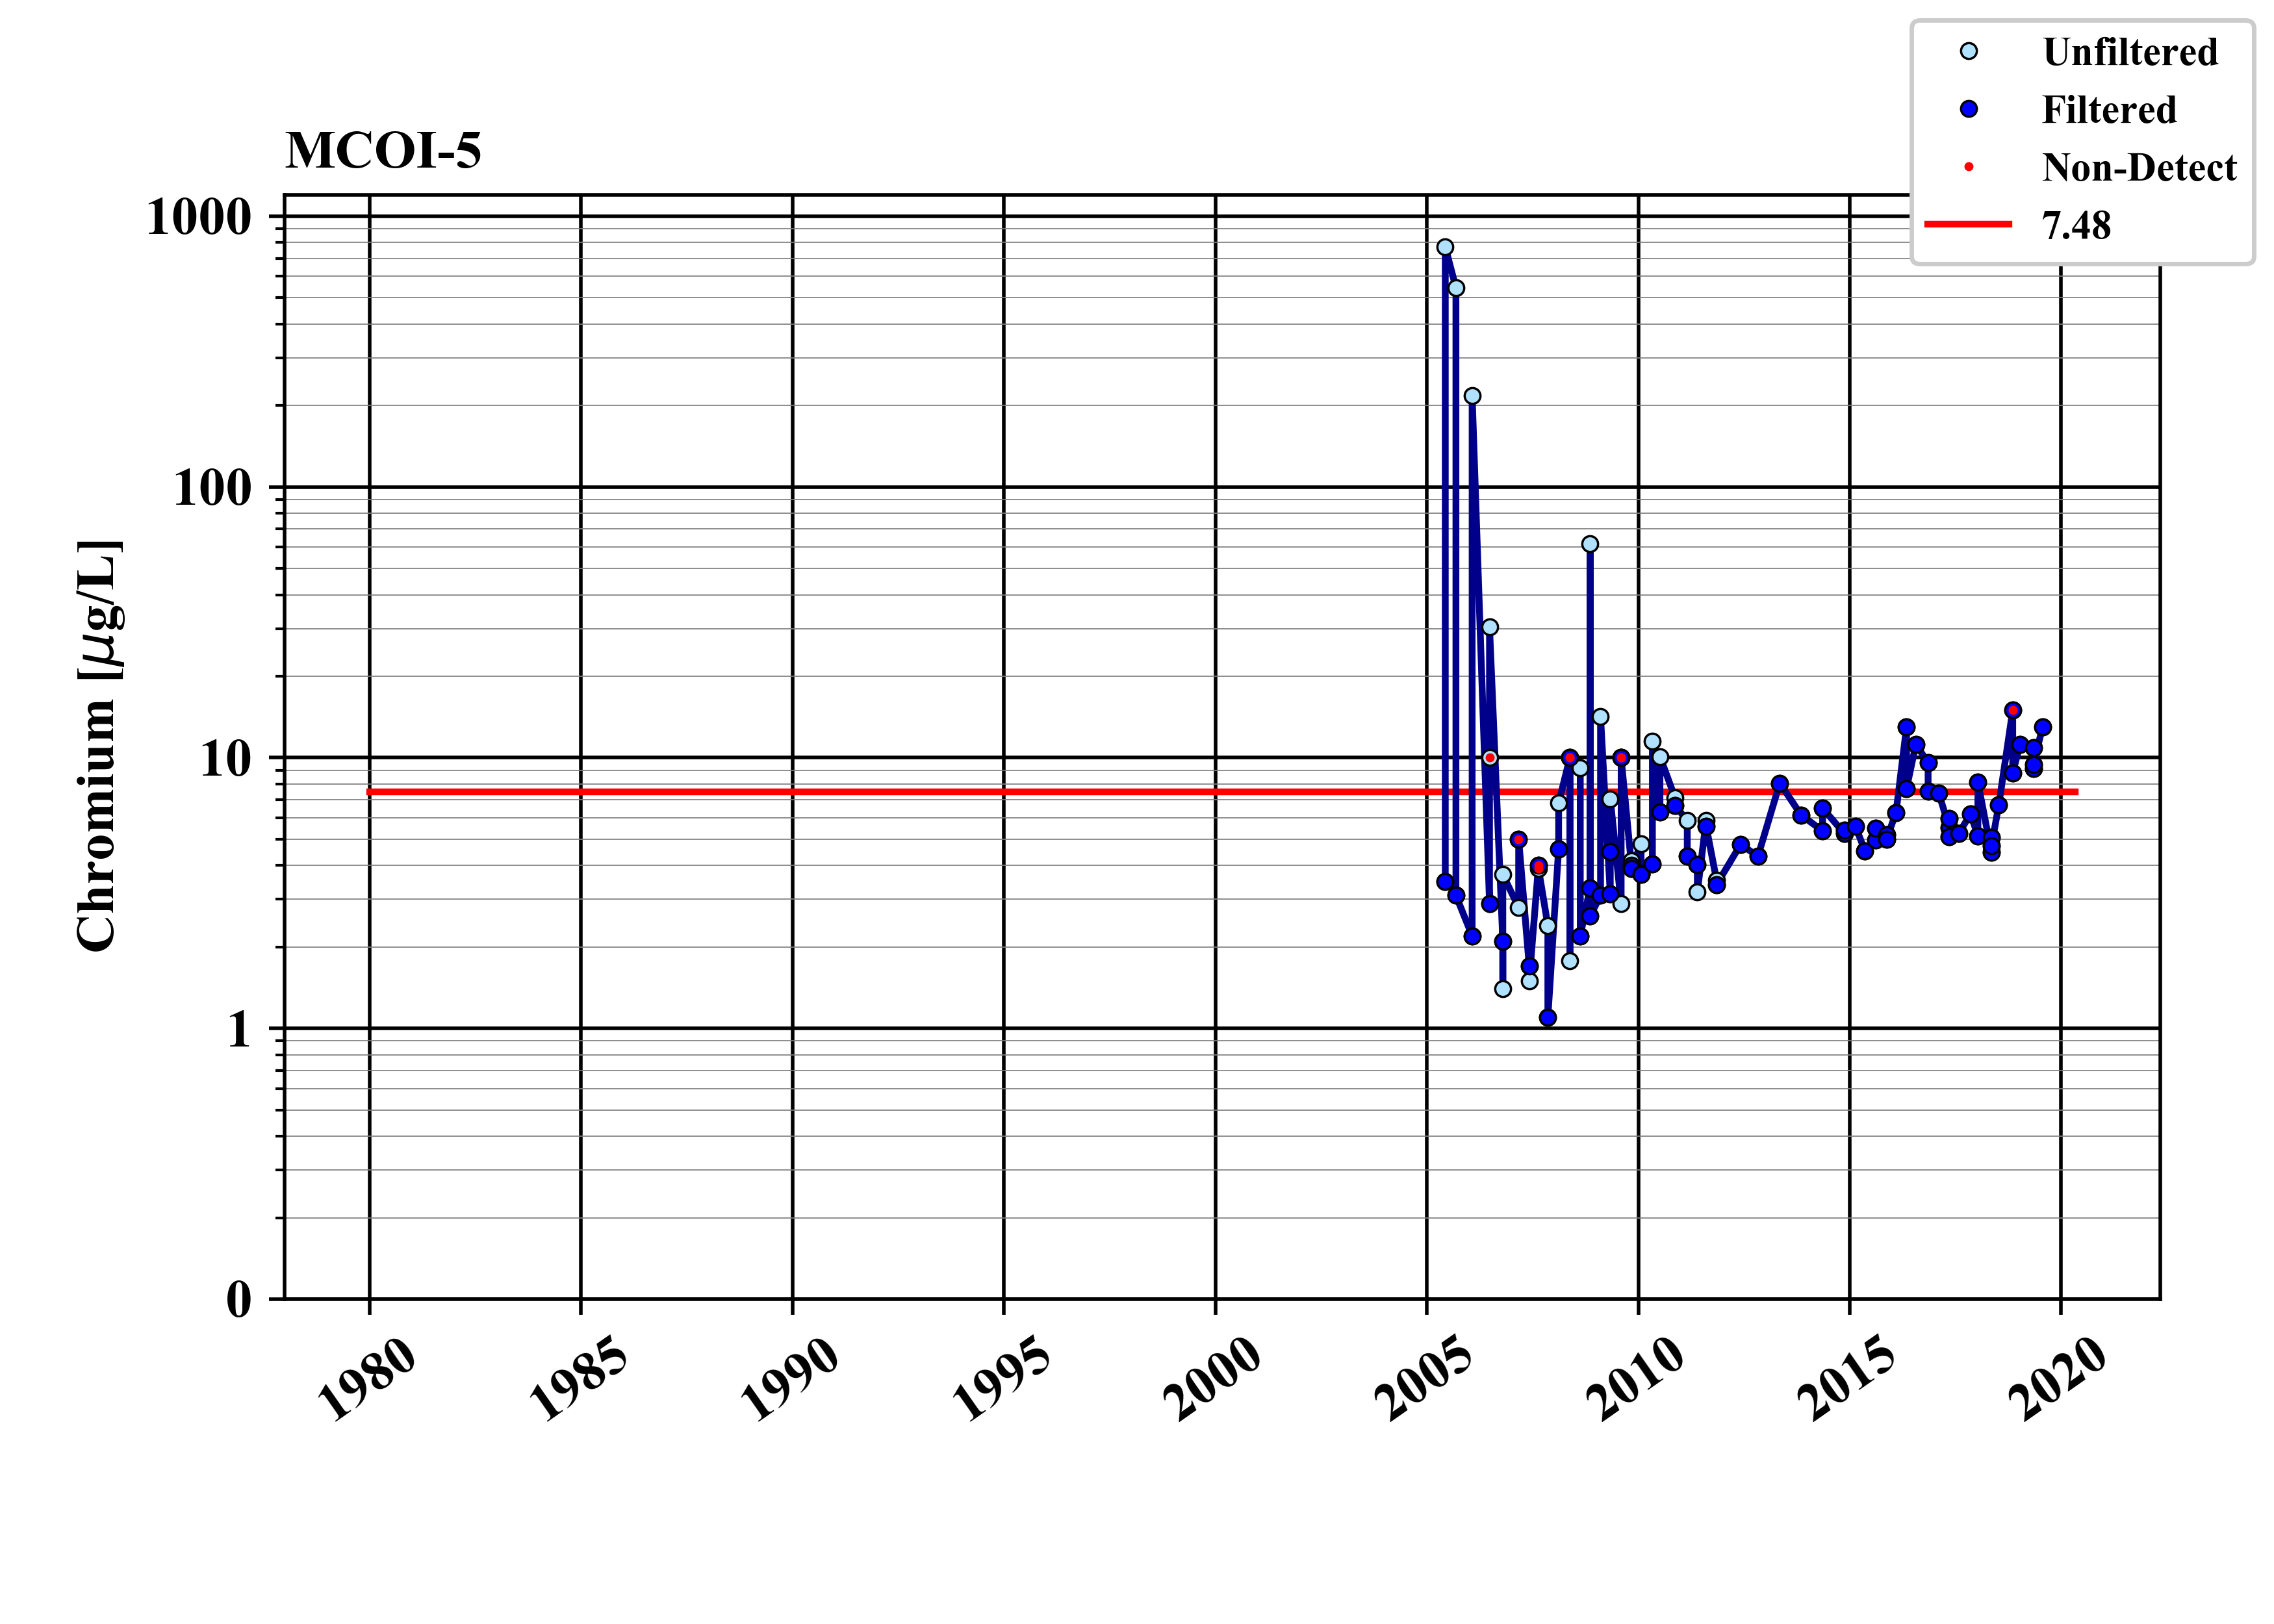 Unfiltered
Filtered
Non-Detect
7.48
MCOI-5
1000
100
10
1
0
Chromium [μg/L]
1980 1985 1990 1995 2000 2005 2010 2015 2020